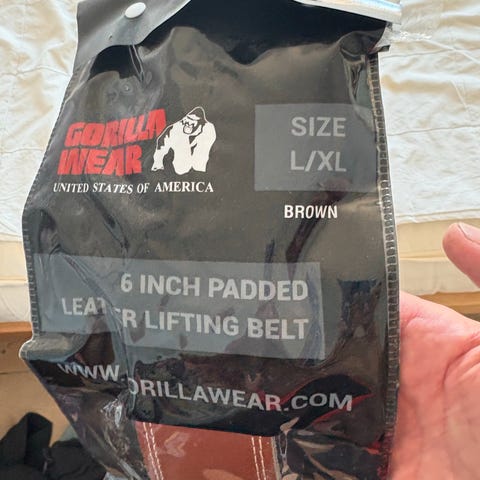 GORILLA
WEAR
UNITED STATES OF AMERICA
SIZE
L/XL
BROWN
6 INCH PADDED
LEATHER LIFTING BELT
WWW.GORILLAWEAR.COM